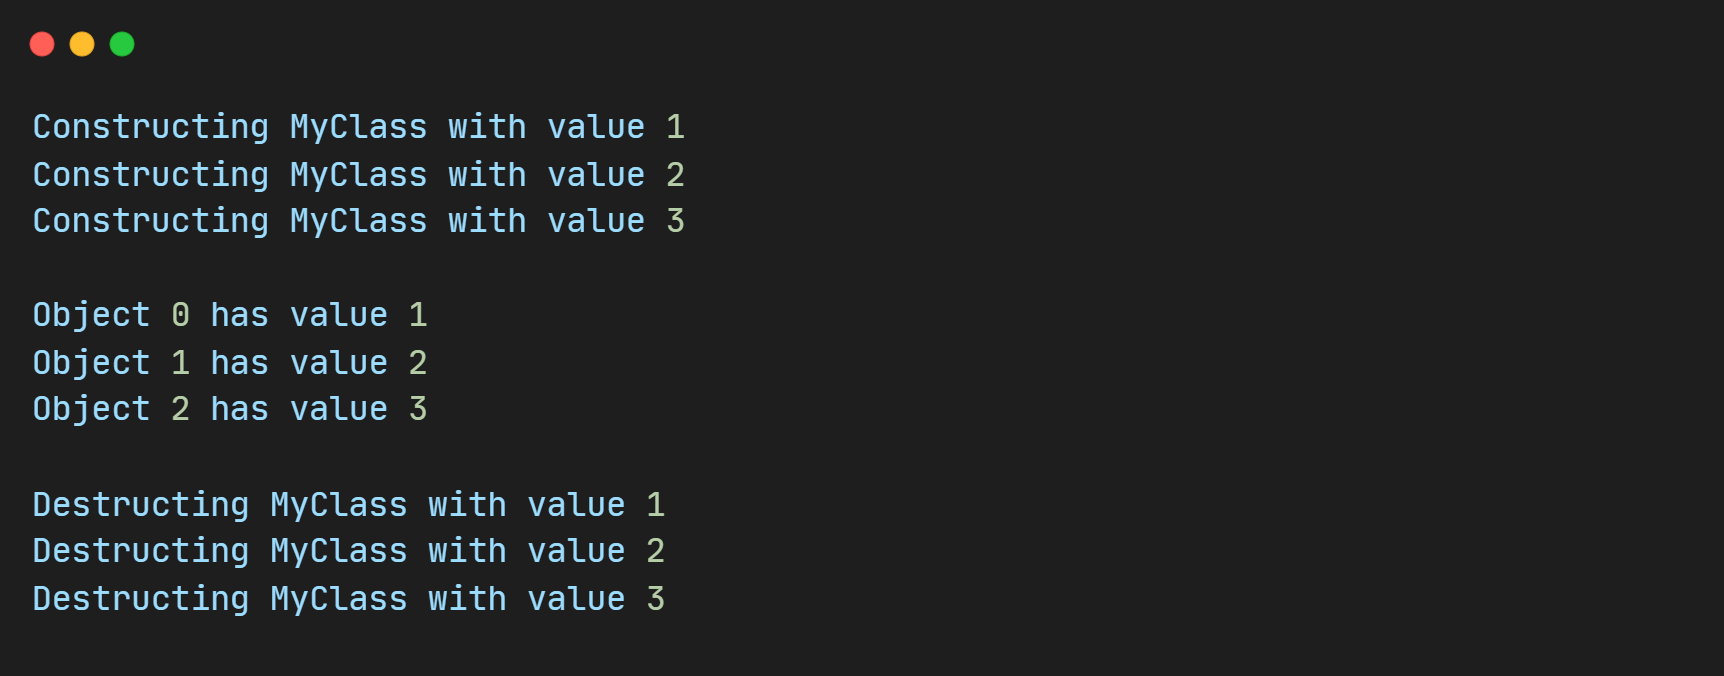 Constructing MyClass with value 1
Constructing MyClass with value 2
Constructing MyClass with value 3
Object 0 has value 1
Object 1 has value 2
Object 2 has value 3
Destructing MyClass with value 1
Destructing MyClass with value 2
Destructing MyClass with value 3